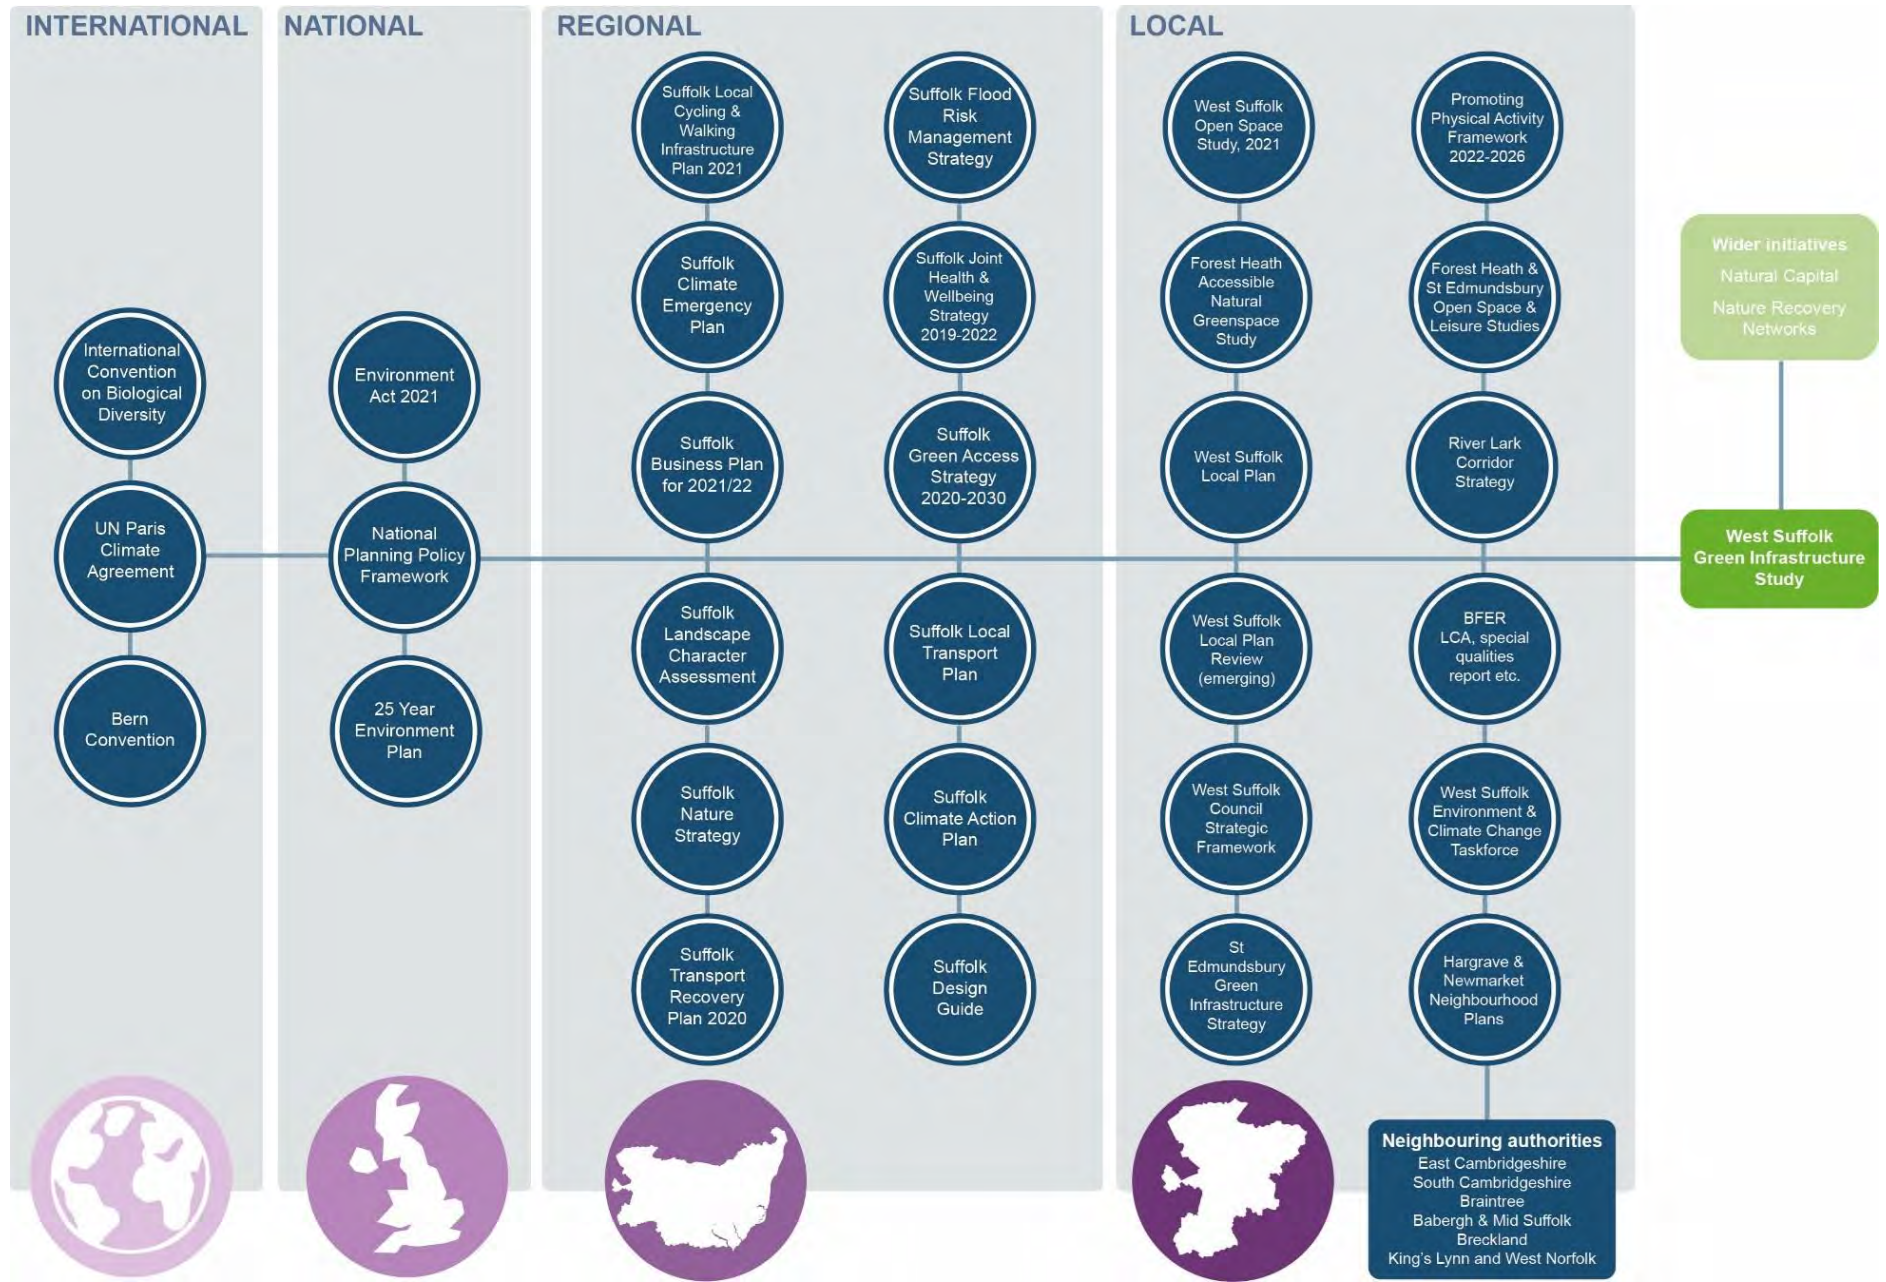 INTERNATIONAL
International
Convention
on Biological
Diversity
UN Paris
Climate
Agreement
Bern
Convention
NATIONAL
Environment
Act 2021
National
Planning Policy
Framework
25 Year
Environment
Plan
REGIONAL
Suffolk Local
Cycling &
Walking
Infrastructure
Plan 2021
Suffolk
Climate
Emergency
Plan
Suffolk
Business Plan
for 2021/22
Suffolk
Landscape
Character
Assessment
Suffolk
Nature
Strategy
Suffolk
Transport
Recovery
Plan 2020
Suffolk Flood
Risk
Management
Strategy
Suffolk Joint
Health &
Wellbeing
Strategy
2019-2022
Suffolk
Green Access
Strategy
2020-2030
Suffolk Local
Transport
Plan
Suffolk
Climate Action
Plan
Suffolk
Design
Guide
LOCAL
West Suffolk
Open Space
Study, 2021
Forest Heath
Accessible
Natural
Greenspace
Study
West Suffolk
Local Plan
West Suffolk
Local Plan
Review
(emerging)
West Suffolk
Council
Strategic
Framework
St
Edmundsbury
Green
Infrastructure
Strategy
Promoting
Physical Activity
Framework
2022-2026
Forest Heath &
St Edmundsbury
Open Space &
Leisure Studies
River Lark
Corridor
Strategy
BFER
LCA, special
qualities
report etc.
West Suffolk
Environment &
Climate Change
Taskforce
Hargrave &
Newmarket
Neighbourhood
Plans
Neighbouring authorities
East Cambridgeshire
South Cambridgeshire
Braintree
Babergh & Mid Suffolk
Breckland
King's Lynn and West Norfolk
Wider initiatives
Natural Capital
Nature Recovery
Networks
West Suffolk
Green Infrastructure
Study